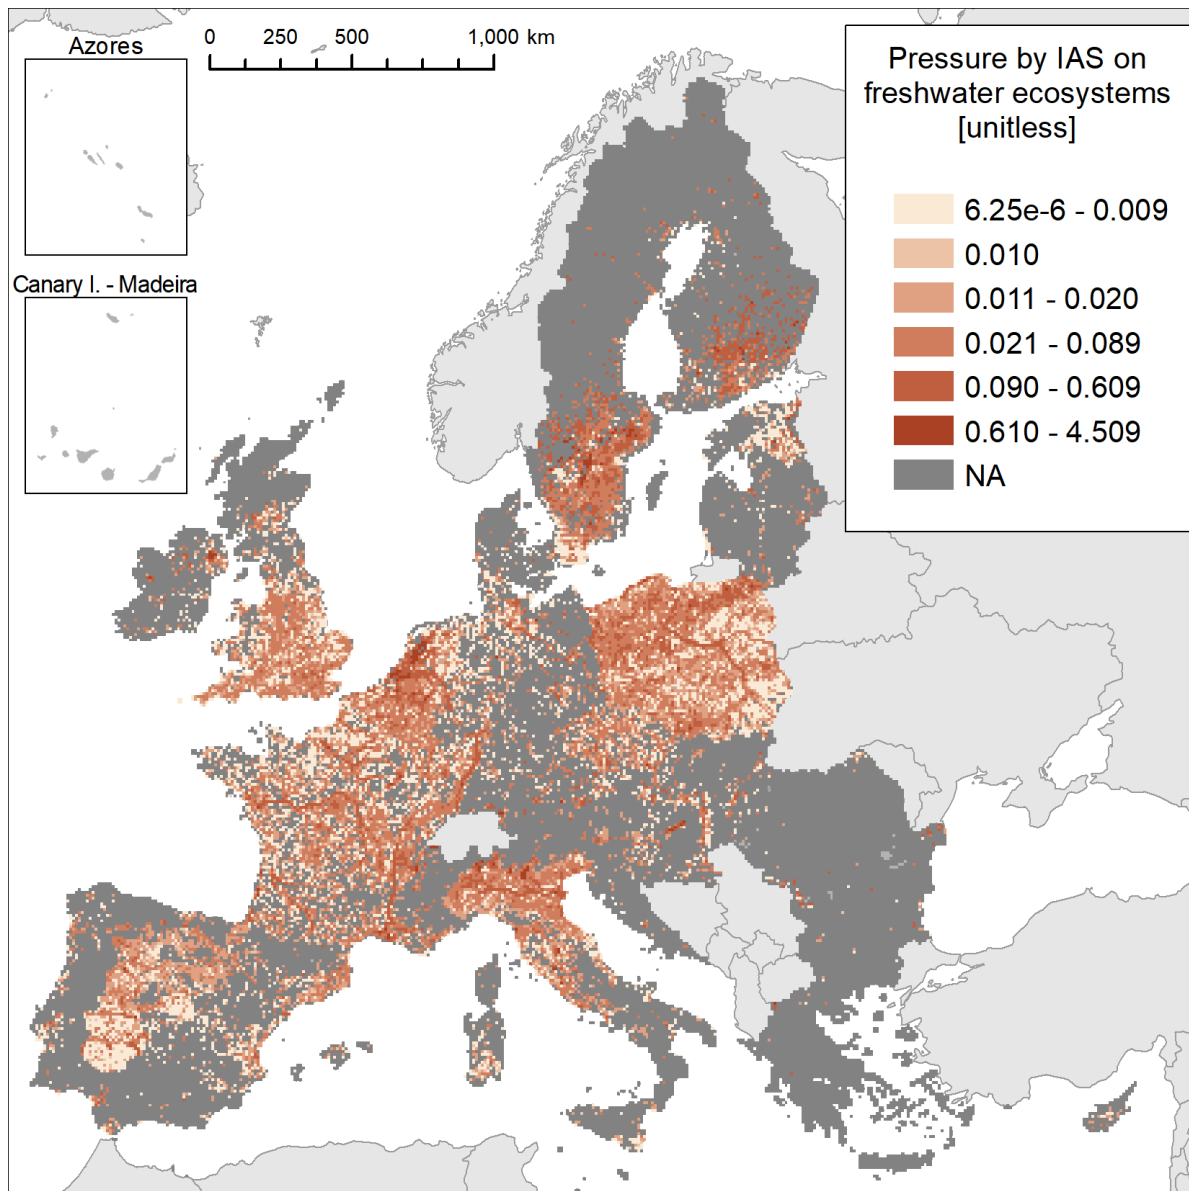 Azores
0 250 500 1,000 km
Canary I. - Madeira
Pressure by IAS on
freshwater ecosystems
[unitless]
6.25e-6 - 0.009
0.010
0.011 - 0.020
0.021 - 0.089
0.090 - 0.609
0.610 - 4.509
NA